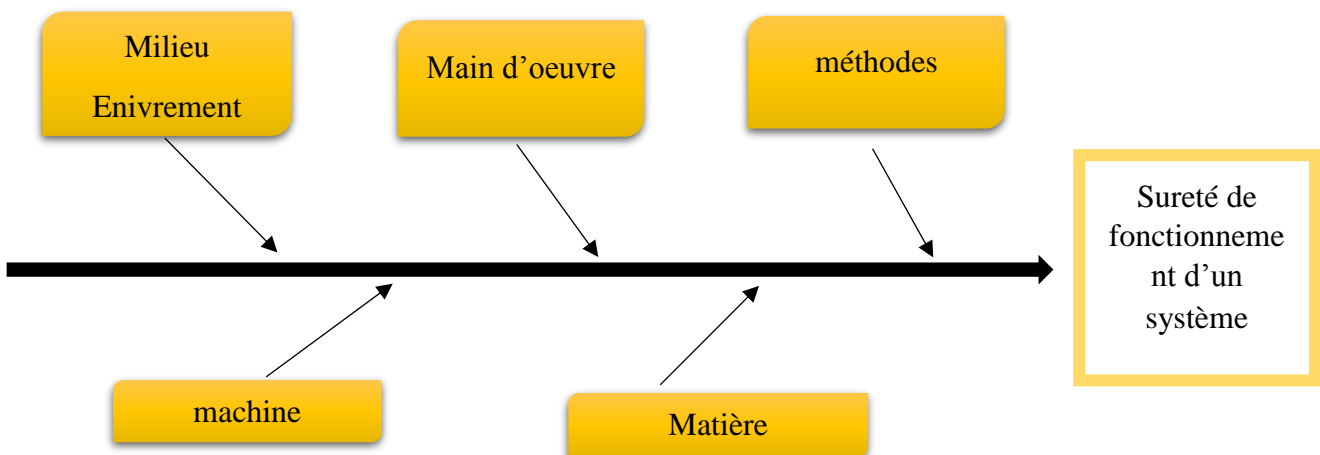 Milieu
Enivrement
Main d’oeuvre
méthodes
Sureté de
fonctionneme
nt d’un
système
machine
Matière